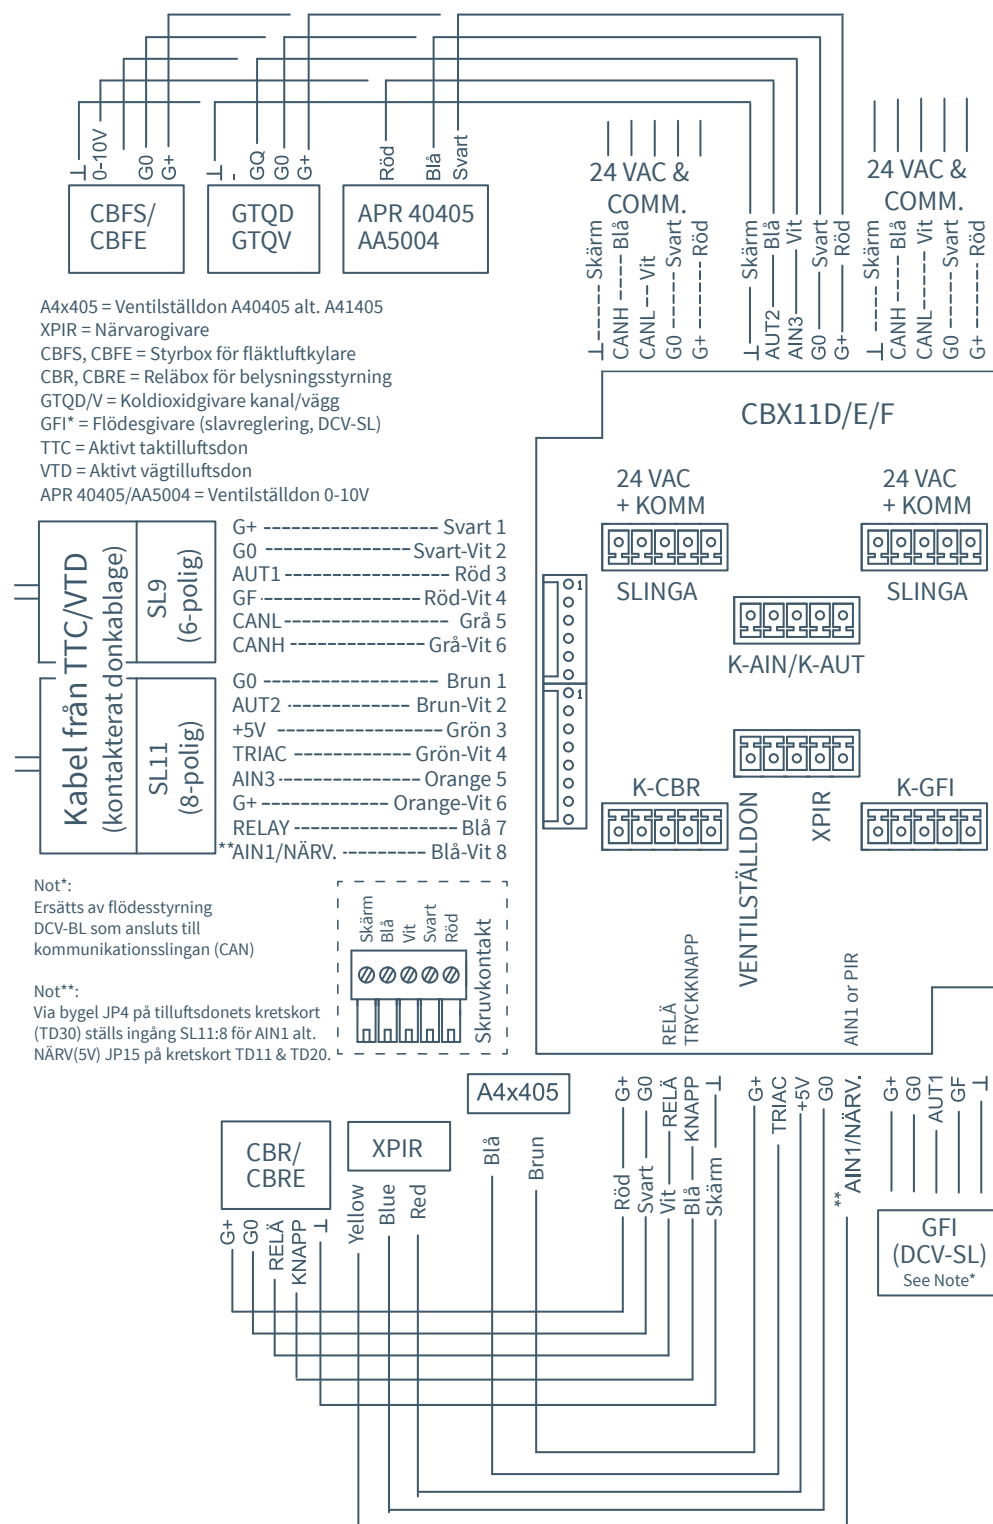 ⊥
0-10V
G0
G+
⊥
-
GQ
G0
G+
Röd
Blå
Svart
CBFS/
CBFE
GTQD
GTQV
APR 40405
AA5004
24 VAC &
COMM.
24 VAC &
COMM.
⊥------ Skärm
CANH ---- Blå
CANL-- Vit
G0 ------ Svart
G+------- Röd
⊥ Skärm
AUT2 Blå
AIN3 Vit
G0 Svart
G+ Röd
⊥------ Skärm
CANH ---- Blå
CANL---- Vit
G0 ------ Svart
G+------- Röd
A4x405 = Ventilställdon A40405 alt. A41405
XPIR = Närvarogivare
CBFS, CBFE = Styrbox för fläktluftkylare
CBR, CBRE = Reläbox för belysningsstyrning
GTQD/V = Koldioxidgivare kanal/vägg
GFI* = Flödesgivare (slavreglering, DCV-SL)
TTC = Aktivt taktilluftsdon
VTD = Aktivt vägtilluftsdon
APR 40405/AA5004 = Ventilställdon 0-10V
CBX11D/E/F
24 VAC
+ KOMM
SLINGA
24 VAC
+ KOMM
SLINGA
K-AIN/K-AUT
K-CBR
K-GFI
VENTILSTÄLLDON
XPIR
1
1
RELÄ
TRYCKKNAPP
AIN1 or PIR
Kabel från TTC/VTD
(kontakterat donkablage)
SL9
(6-polig)
G+ ---------------------- Svart 1
G0 ------------------ Svart-Vit 2
AUT1 --------------------- Röd 3
GF -------------------- Röd-Vit 4
CANL --------------------- Grå 5
CANH ----------------- Grå-Vit 6
SL11
(8-polig)
G0 ---------------------- Brun 1
AUT2 --------------- Brun-Vit 2
+5V --------------------- Grön 3
TRIAC --------------- Grön-Vit 4
AIN3 ------------------ Orange 5
G+ --------------- Orange-Vit 6
RELAY --------------------- Blå 7
**AIN1/NÄRV. ---------- Blå-Vit 8
Not*:
Ersätts av flödesstyrning
DCV-BL som ansluts till
kommunikationsslingan (CAN)
Not**:
Via bygel JP4 på tilluftsdonets kretskort
(TD30) ställs ingång SL11:8 för AIN1 alt.
NÄRV(5V) JP15 på kretskort TD11 & TD20.
Skärm
Blå
Vit
Svart
Röd
Skruvkontakt
A4x405
Blå
Brun
CBR/
CBRE
G+
G0
RELÄ
KNAPP
⊥
XPIR
Yellow
Blue
Red
Röd G+
Svart G0
Vit RELÄ
Blå KNAPP
Skärm ⊥
G+
TRIAC
+5V
G0
** AIN1/NÄRV.
G+
G0
AUT1
GF
⊥
GFI
(DCV-SL)
See Note*